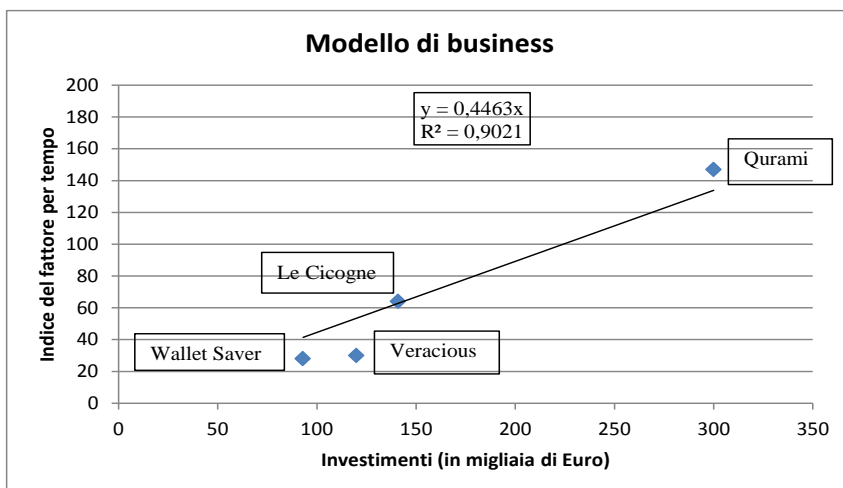 Modello di business
Indice del fattore per tempo
200
180
160
140
120
100
80
60
40
20
0
y = 0,4463x
R² = 0,9021
Qurami
Le Cicogne
Wallet Saver
Veracious
0 50 100 150 200 250 300 350
Investimenti (in migliaia di Euro)